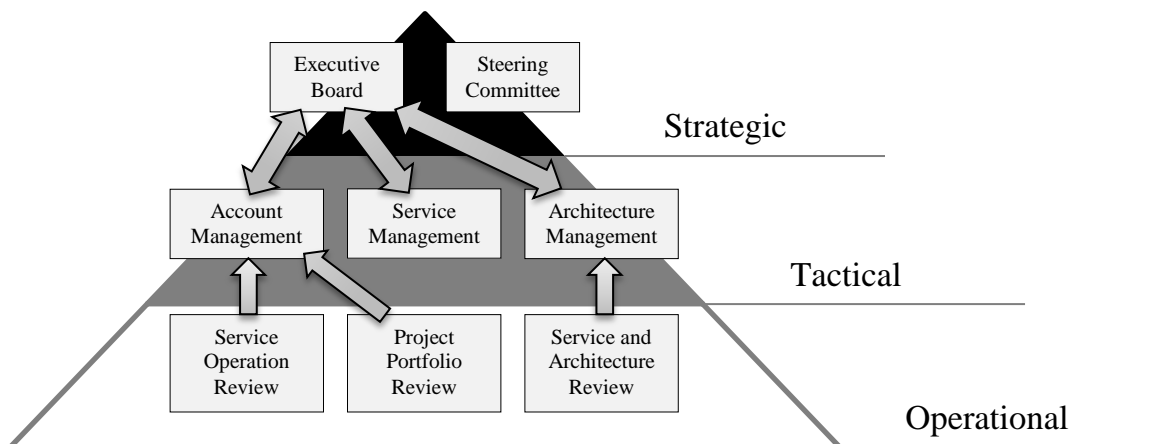 Executive
Board
Steering
Committee
Strategic
Account
Management
Service
Management
Architecture
Management
Tactical
Service
Operation
Review
Project
Portfolio
Review
Service and
Architecture
Review
Operational